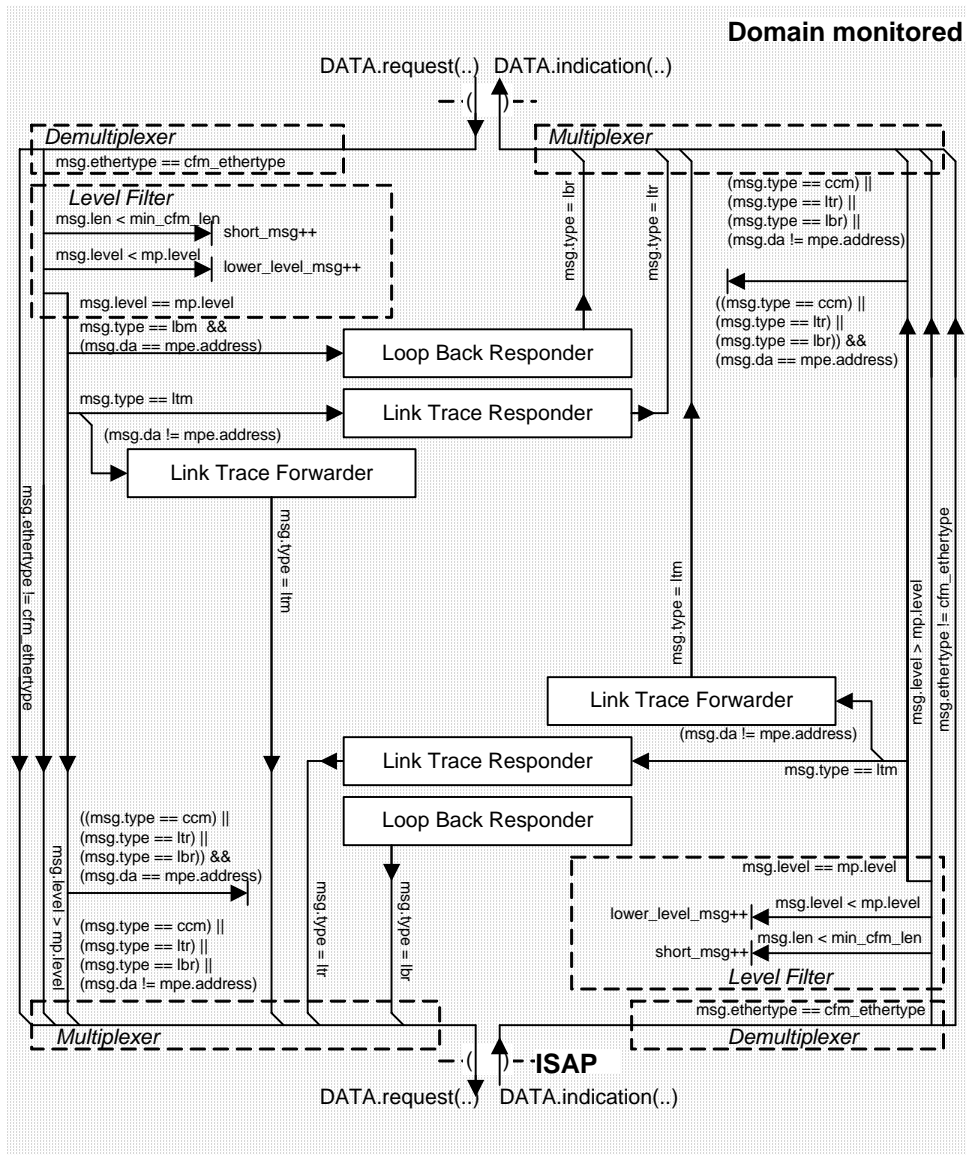 Domain monitored
DATA.request(..) DATA.indication(..)
( )
Demultiplexer
msg.ethertype == cfm_ethertype
Multiplexer
Level Filter
msg.len < min_cfm_len
short_msg++
msg.level < mp.level
lower_level_msg++
msg.level == mp.level
msg.type == lbm &&
(msg.da == mpe.address)
Loop Back Responder
msg.type = lbr
msg.type = ltr
(msg.type == ccm) ||
(msg.type == ltr) ||
(msg.type == lbr) ||
(msg.da != mpe.address)
((msg.type == ccm) ||
(msg.type == ltr) ||
(msg.type == lbr)) &&
(msg.da == mpe.address)
msg.type == ltm
Link Trace Responder
(msg.da != mpe.address)
Link Trace Forwarder
msg.ethertype != cfm_ethertype
msg.type = ltm
msg.type = ltm
msg.level > mp.level
msg.ethertype != cfm_ethertype
Link Trace Forwarder
(msg.da != mpe.address)
Link Trace Responder
msg.type == ltm
Loop Back Responder
((msg.type == ccm) ||
(msg.type == ltr) ||
(msg.type == lbr)) &&
(msg.da == mpe.address)
msg.level > mp.level
(msg.type == ccm) ||
(msg.type == ltr) ||
(msg.type == lbr) ||
(msg.da != mpe.address)
msg.type = ltr
msg.type = lbr
msg.level == mp.level
msg.level < mp.level
lower_level_msg++
msg.len < min_cfm_len
short_msg++
Level Filter
msg.ethertype == cfm_ethertype
Multiplexer
Demultiplexer
( ) ISAP
DATA.request(..) DATA.indication(..)